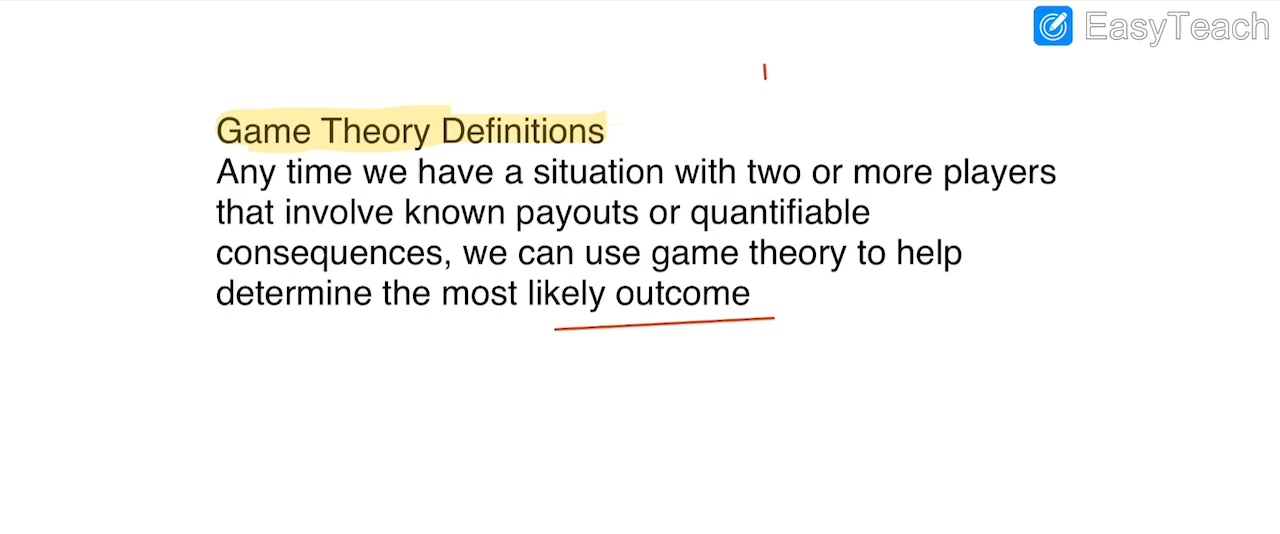 EasyTeach
Game Theory Definitions
Any time we have a situation with two or more players
that involve known payouts or quantifiable
consequences, we can use game theory to help
determine the most likely outcome